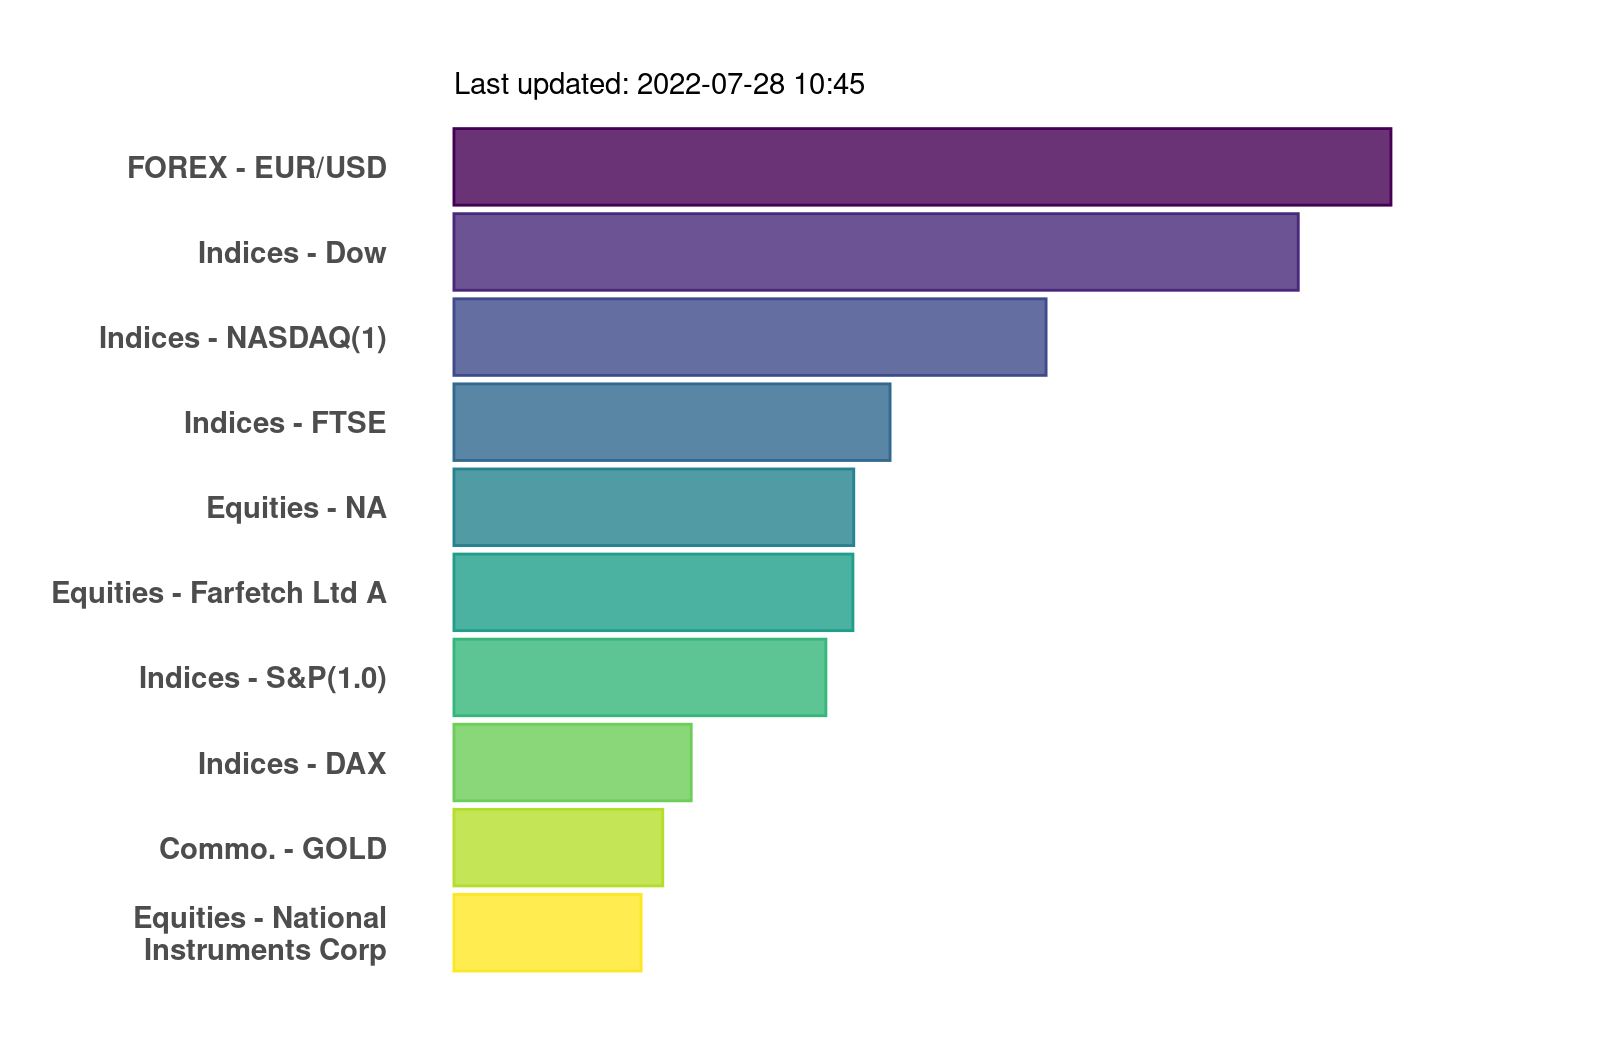 Last updated: 2022-07-28 10:45
FOREX - EUR/USD
Indices - Dow
Indices - NASDAQ(1)
Indices - FTSE
Equities - NA
Equities - Farfetch Ltd A
Indices - S&P(1.0)
Indices - DAX
Commo. - GOLD
Equities - National
Instruments Corp